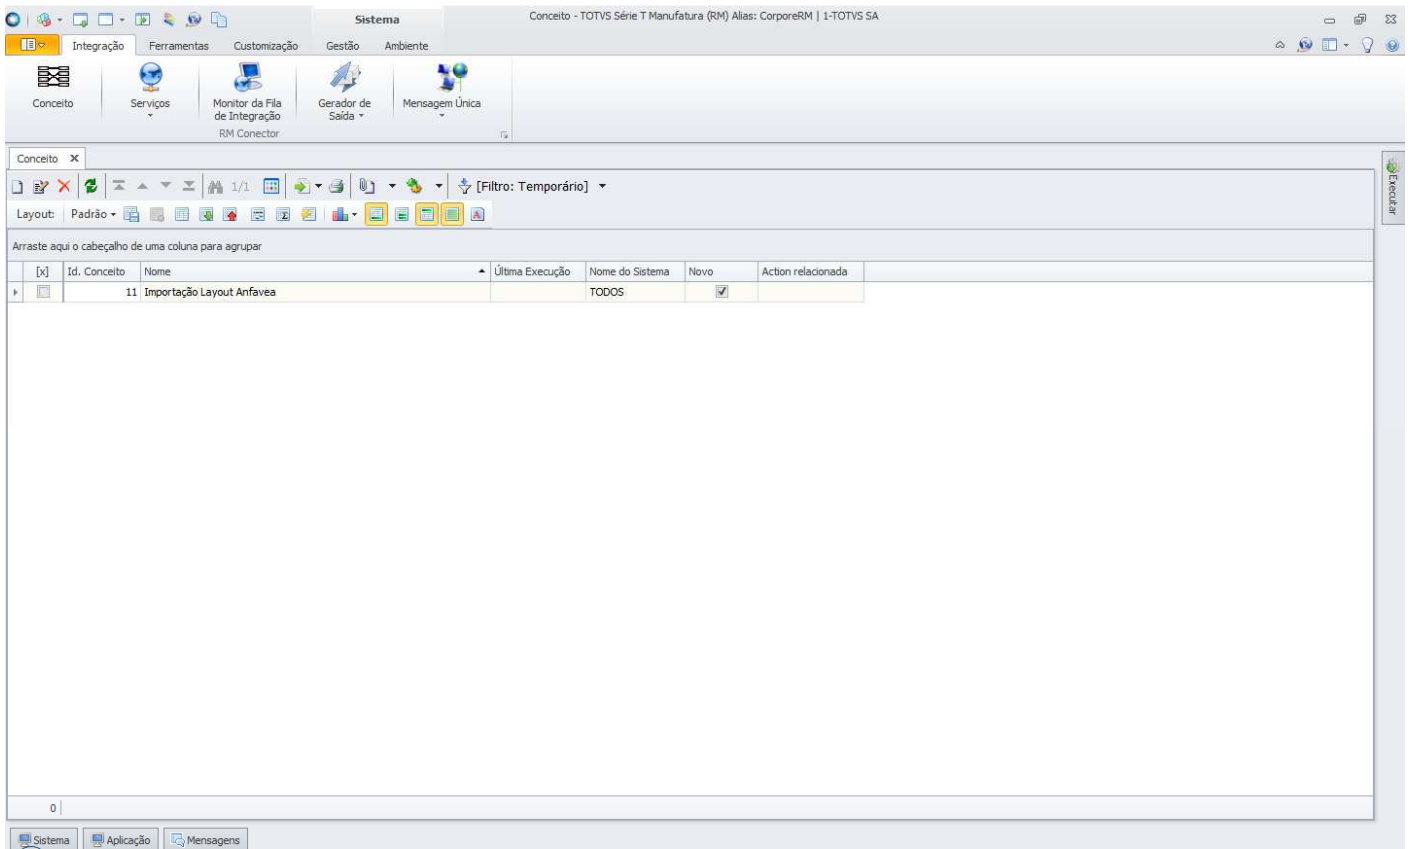 Sistema
Conceito - TOTVS Série T Manufatura (RM) Alias: CorporeRM | 1-TOTVS SA
Integração Ferramentas Customização Gestão Ambiente
Conceito
Serviços
Monitor da Fila
de Integração
Gerador de
Saída
Mensagem Única
RM Conector
Conceito
Executar
1/1 [Filtro: Temporário]
Layout: Padrão
Arraste aqui o cabeçalho de uma coluna para agrupar
[x] Id. Conceito Nome Última Execução Nome do Sistema Novo Action relacionada
11 Importação Layout Anfavea TODOS
0
Sistema Aplicação Mensagens